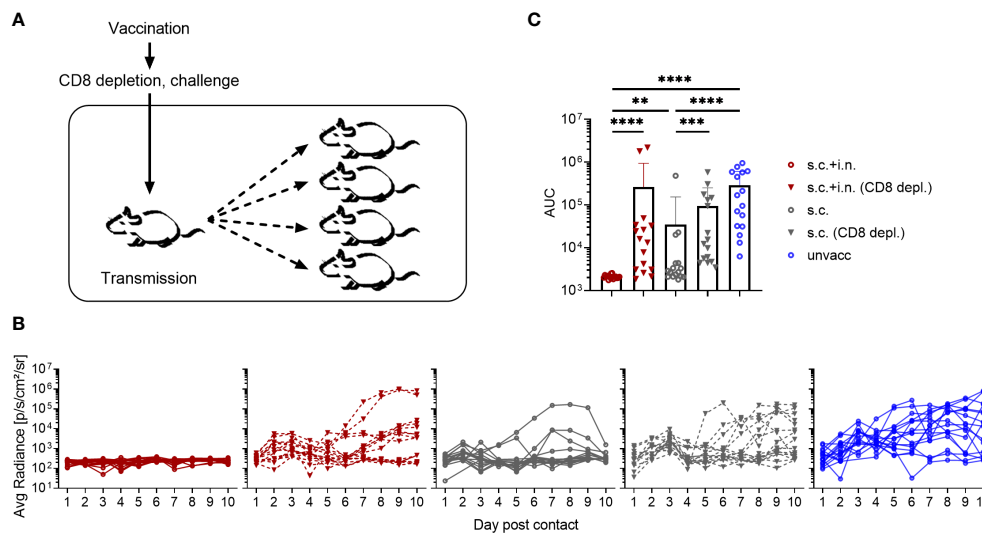 A
Vaccination
CD8 depletion, challenge
Transmission
C
****
** ****
**** ***
AUC
10⁷
10⁶
10⁵
10⁴
10³
s.c.+i.n.
s.c.+i.n. (CD8 depl.)
s.c.
s.c. (CD8 depl.)
unvacc
B
Avg Radiance [p/s/cm²/sr]
10⁷
10⁶
10⁵
10⁴
10³
10²
10¹
1 2 3 4 5 6 7 8 9 10 1 2 3 4 5 6 7 8 9 10 1 2 3 4 5 6 7 8 9 10 1 2 3 4 5 6 7 8 9 10 1 2 3 4 5 6 7 8 9
Day post contact